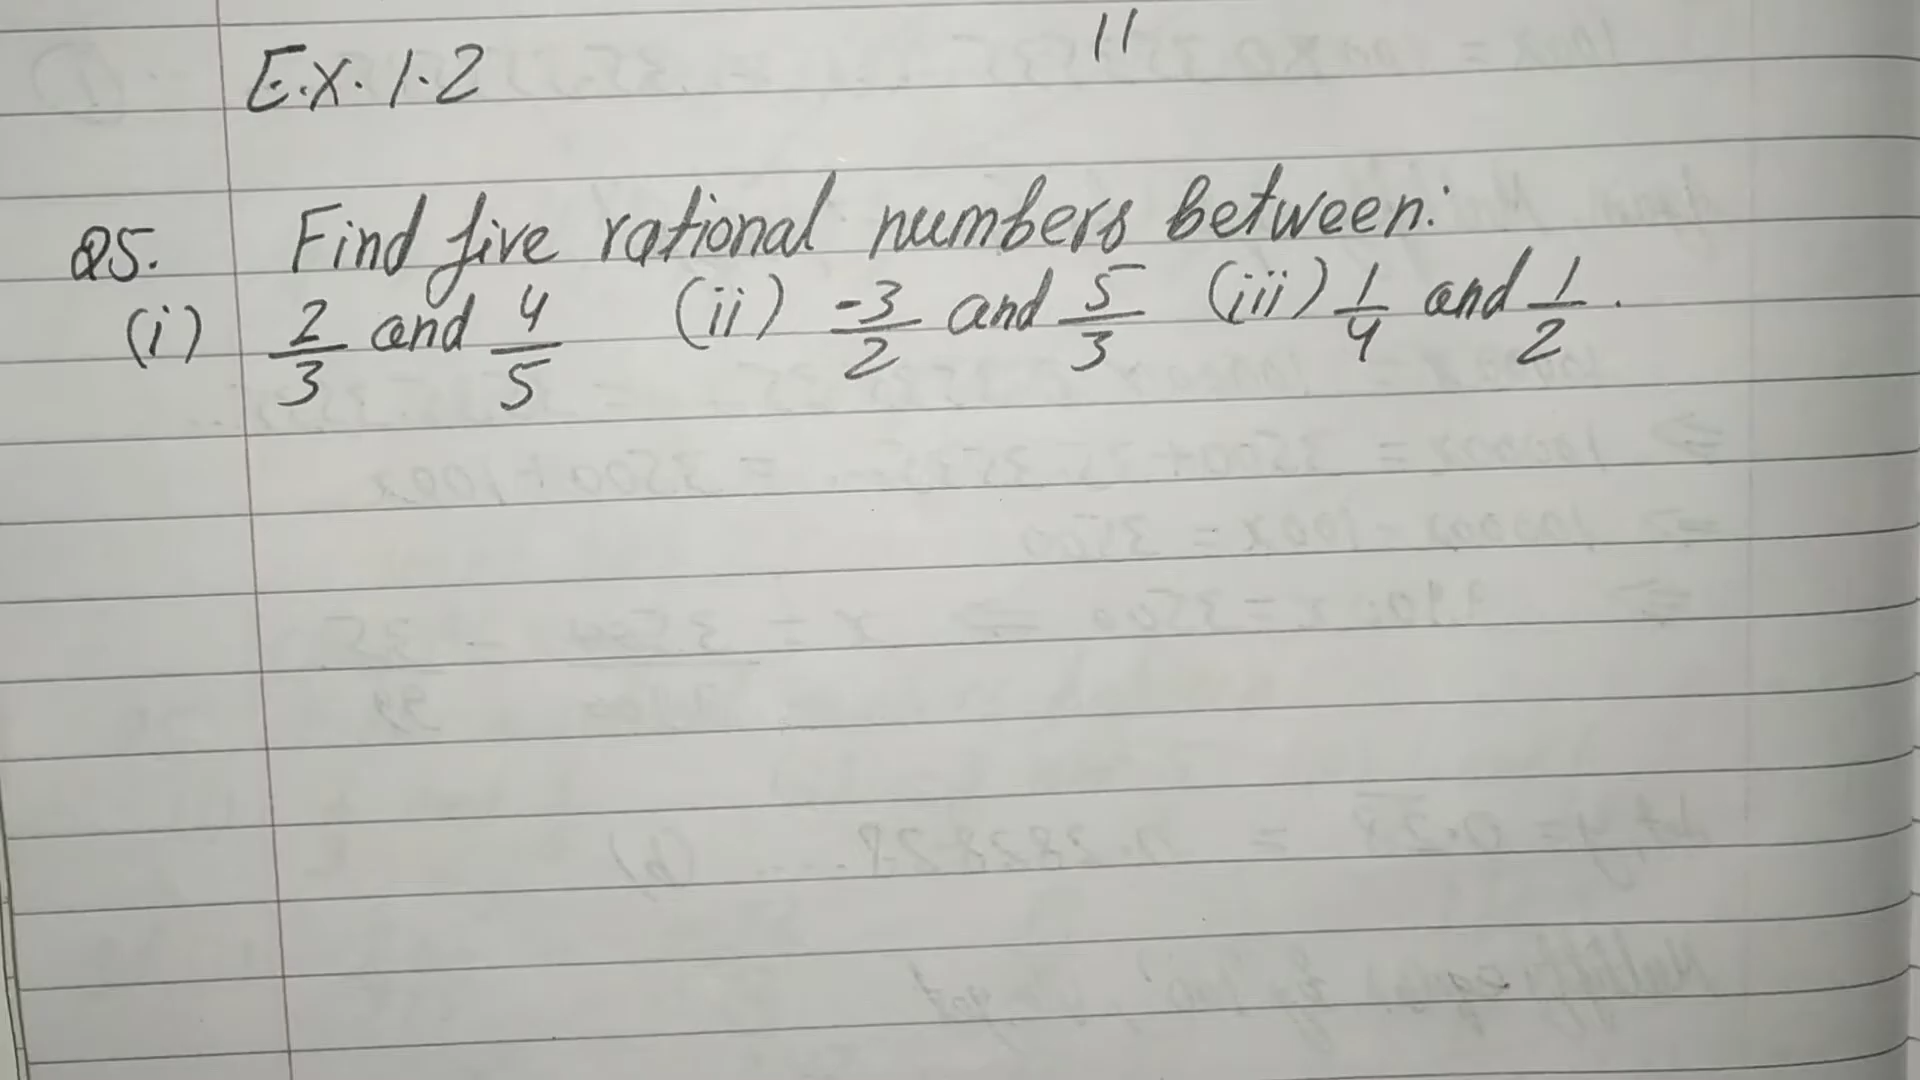 11
E.x. 1.2
Q5. Find five rational numbers between:
(i) 2/3 and 4/5 (ii) -3/2 and 5/3 (iii) 1/4 and 1/2.